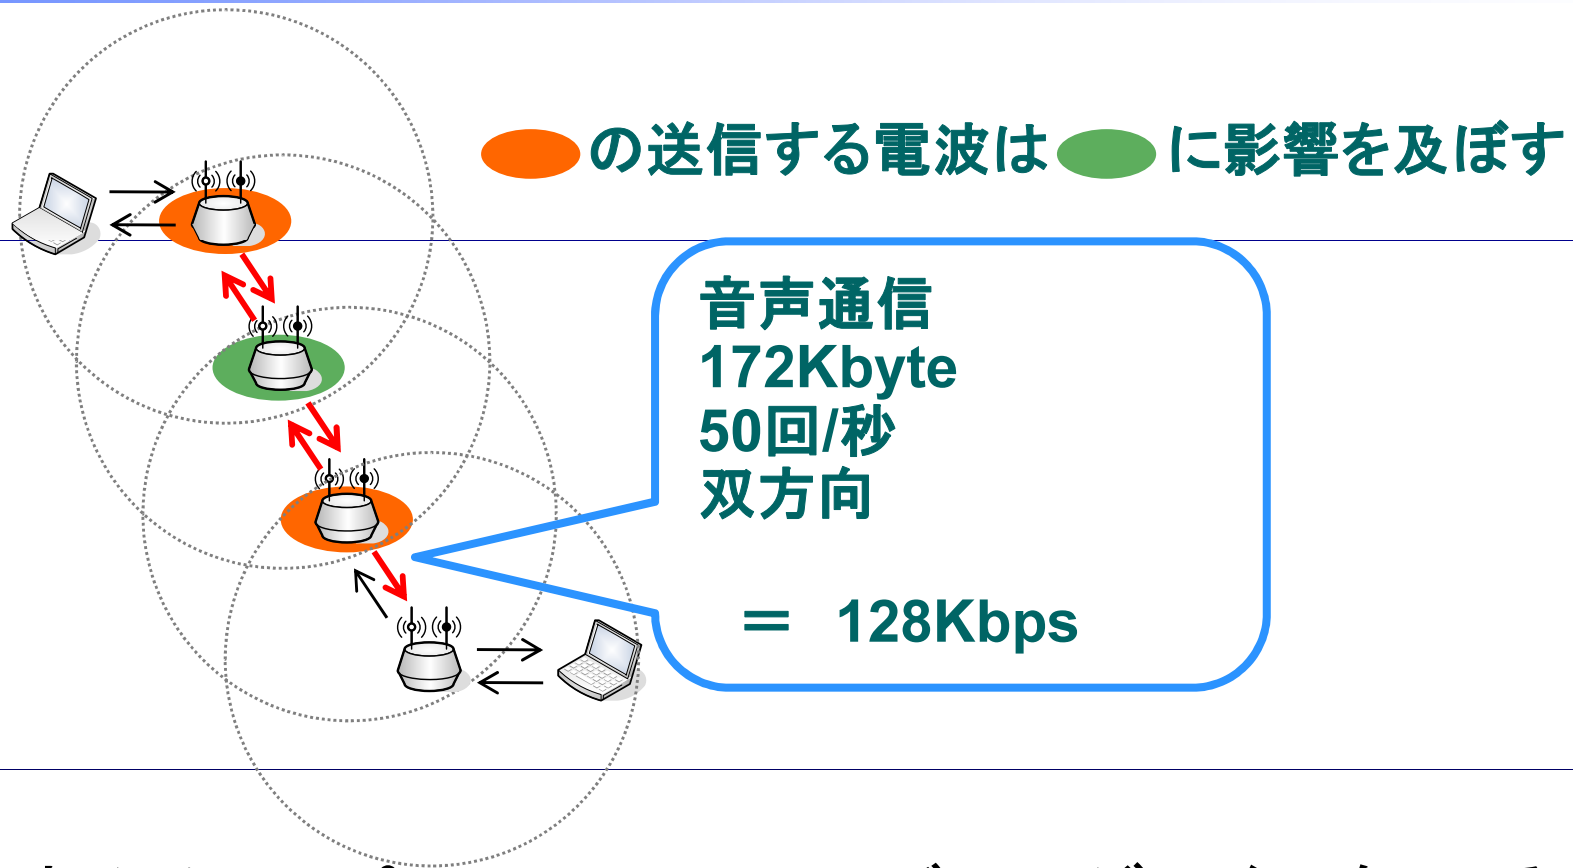 の送信する電波は に影響を及ぼす
音声通信
172Kbyte
50回/秒
双方向
＝ 128Kbps